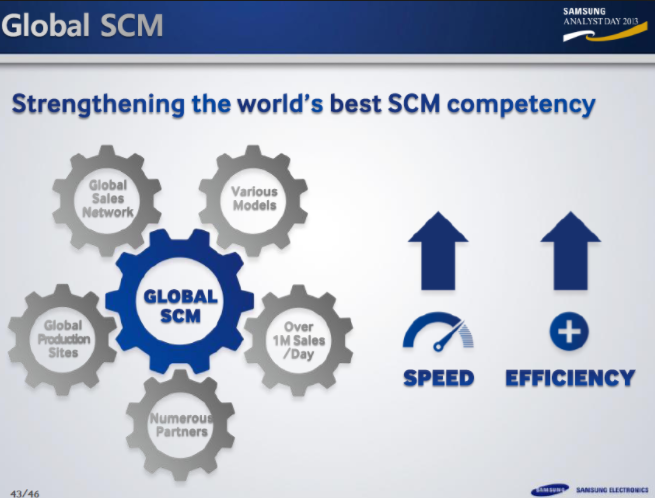 Global SCM
SAMSUNG
ANALYST DAY 2013
Strengthening the world's best SCM competency
Global
Sales
Network
Various
Models
GLOBAL
SCM
Global
Production
Sites
Over
1M Sales
/Day
Numerous
Partners
SPEED
EFFICIENCY
43/46
SAMSUNG
SAMSUNG ELECTRONICS